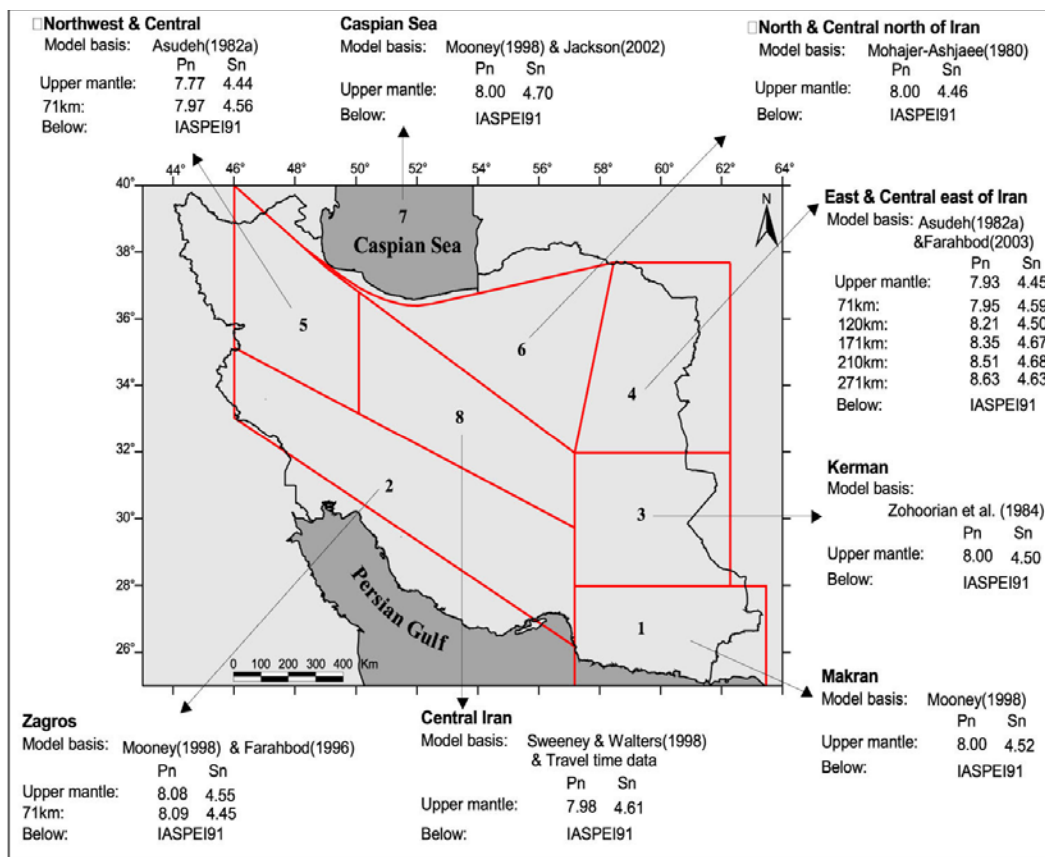 Northwest & Central
Model basis: Asudeh(1982a)
Pn Sn
Upper mantle: 7.77 4.44
71km: 7.97 4.56
Below: IASPEI91
Caspian Sea
Model basis: Mooney(1998) & Jackson(2002)
Pn Sn
Upper mantle: 8.00 4.70
Below: IASPEI91
North & Central north of Iran
Model basis: Mohajer-Ashjaee(1980)
Pn Sn
Upper mantle: 8.00 4.46
Below: IASPEI91
East & Central east of Iran
Model basis: Asudeh(1982a)
&Farahbod(2003)
Pn Sn
Upper mantle: 7.93 4.45
71km: 7.95 4.59
120km: 8.21 4.50
171km: 8.35 4.67
210km: 8.51 4.68
271km: 8.63 4.63
Below: IASPEI91
Kerman
Model basis:
Zohoorian et al. (1984)
Pn Sn
Upper mantle: 8.00 4.50
Below: IASPEI91
Makran
Model basis: Mooney(1998)
Pn Sn
Upper mantle: 8.00 4.52
Below: IASPEI91
44° 46° 50° 52° 54° 56° 58° 60° 62° 64°
40°
38°
36°
34°
32°
30°
28°
26°
N
7
Caspian Sea
5
6
4
8
2
3
1
Persian Gulf
0 100 200 300 400 Km
Zagros
Model basis: Mooney(1998) & Farahbod(1996)
Pn Sn
Upper mantle: 8.08 4.55
71km: 8.09 4.45
Below: IASPEI91
Central Iran
Model basis: Sweeney & Walters(1998)
& Travel time data
Pn Sn
Upper mantle: 7.98 4.61
Below: IASPEI91